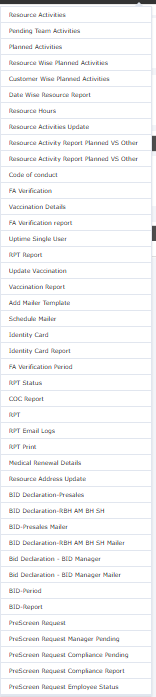 Resource Activities
Pending Team Activities
Planned Activities
Resource Wise Planned Activities
Customer Wise Planned Activities
Date Wise Resource Report
Resource Hours
Resource Activities Update
Resource Activity Report Planned VS Other
Resource Activity Report Planned VS Other
Code of conduct
FA Verification
Vaccination Details
FA Verification report
Uptime Single User
RPT Report
Update Vaccination
Vaccination Report
Add Mailer Template
Schedule Mailer
Identity Card
Identity Card Report
FA Verification Period
RPT Status
COC Report
RPT
RPT Email Logs
RPT Print
Medical Renewal Details
Resource Address Update
BID Declaration-Presales
BID Declaration-RBH AM BH SH
BID-Presales Mailer
BID Declaration-RBH AM BH SH Mailer
Bid Declaration - BID Manager
Bid Declaration - BID Manager Mailer
BID-Period
BID-Report
PreScreen Request
PreScreen Request Manager Pending
PreScreen Request Compliance Pending
PreScreen Request Compliance Report
PreScreen Request Employee Status